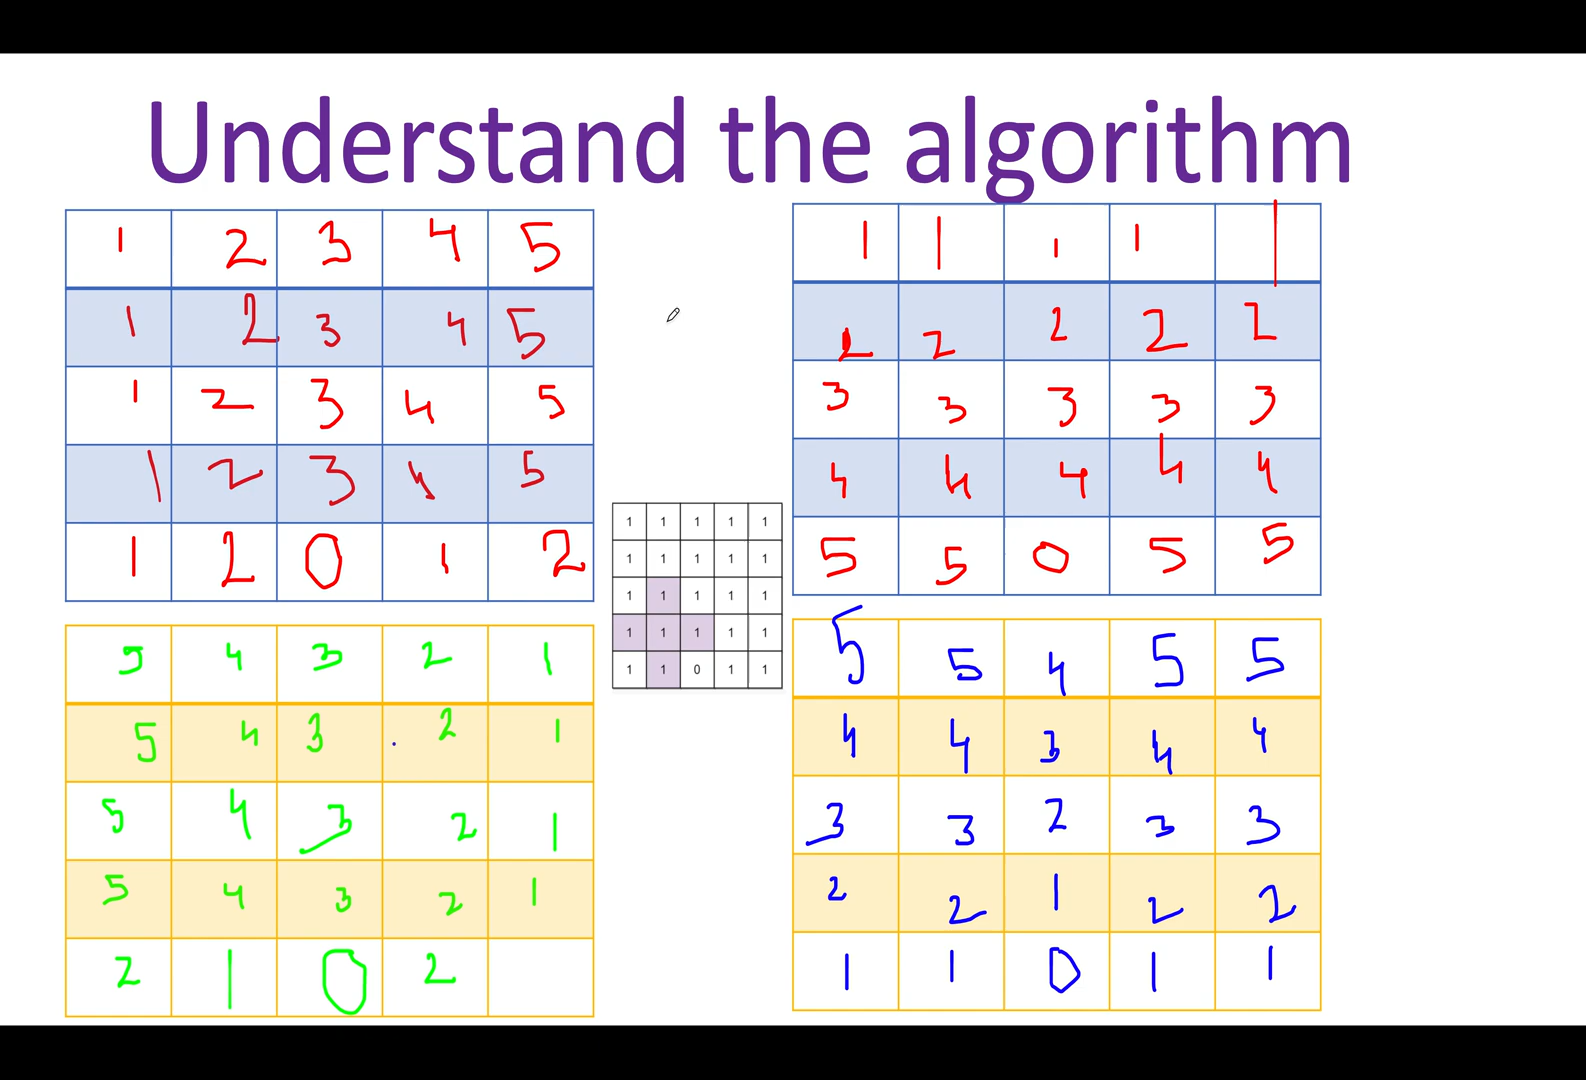 Understand the algorithm
1 2 3 4 5
1 2 3 4 5
1 2 3 4 5
1 2 3 4 5
1 2 0 1 2
1 1 1 1 1
2 2 2 2 2
3 3 3 3 3
4 4 4 4 4
5 5 0 5 5
1 1 1 1 1
1 1 1 1 1
1 1 1 1 1
1 1 1 1 1
1 1 0 1 1
5 4 3 2 1
5 4 3 2 1
5 4 3 2 1
5 4 3 2 1
2 1 0 2
5 5 4 5 5
4 4 3 4 4
3 3 2 3 3
2 2 1 2 2
1 1 0 1 1